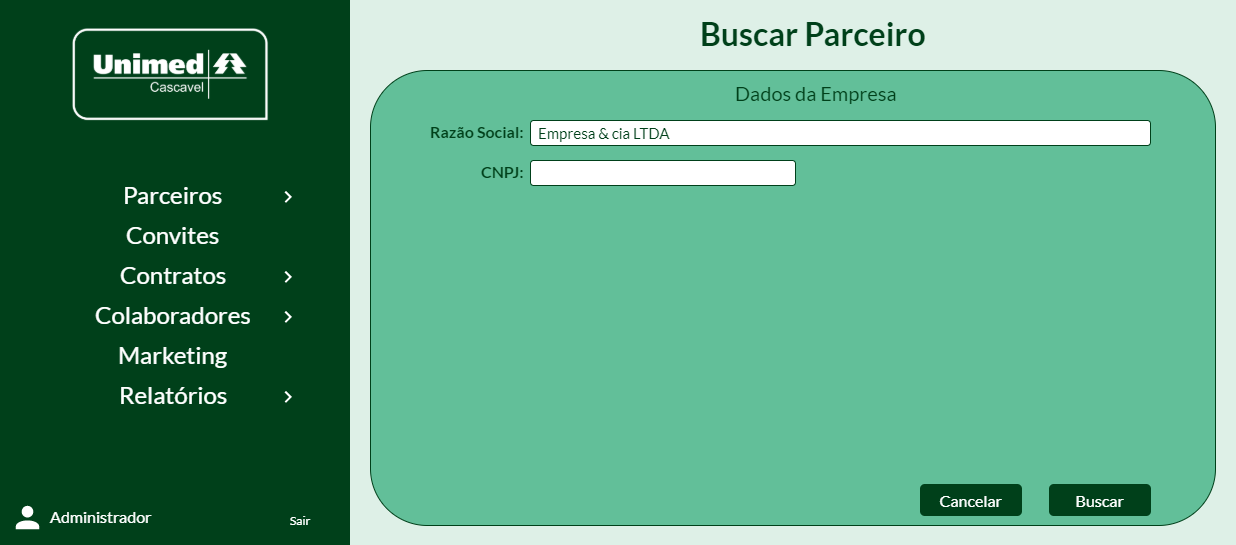 Unimed
Cascavel
Parceiros
Convites
Contratos
Colaboradores
Marketing
Relatórios
Administrador
Sair
Buscar Parceiro
Dados da Empresa
Razão Social: Empresa & cia LTDA
CNPJ:
Cancelar Buscar